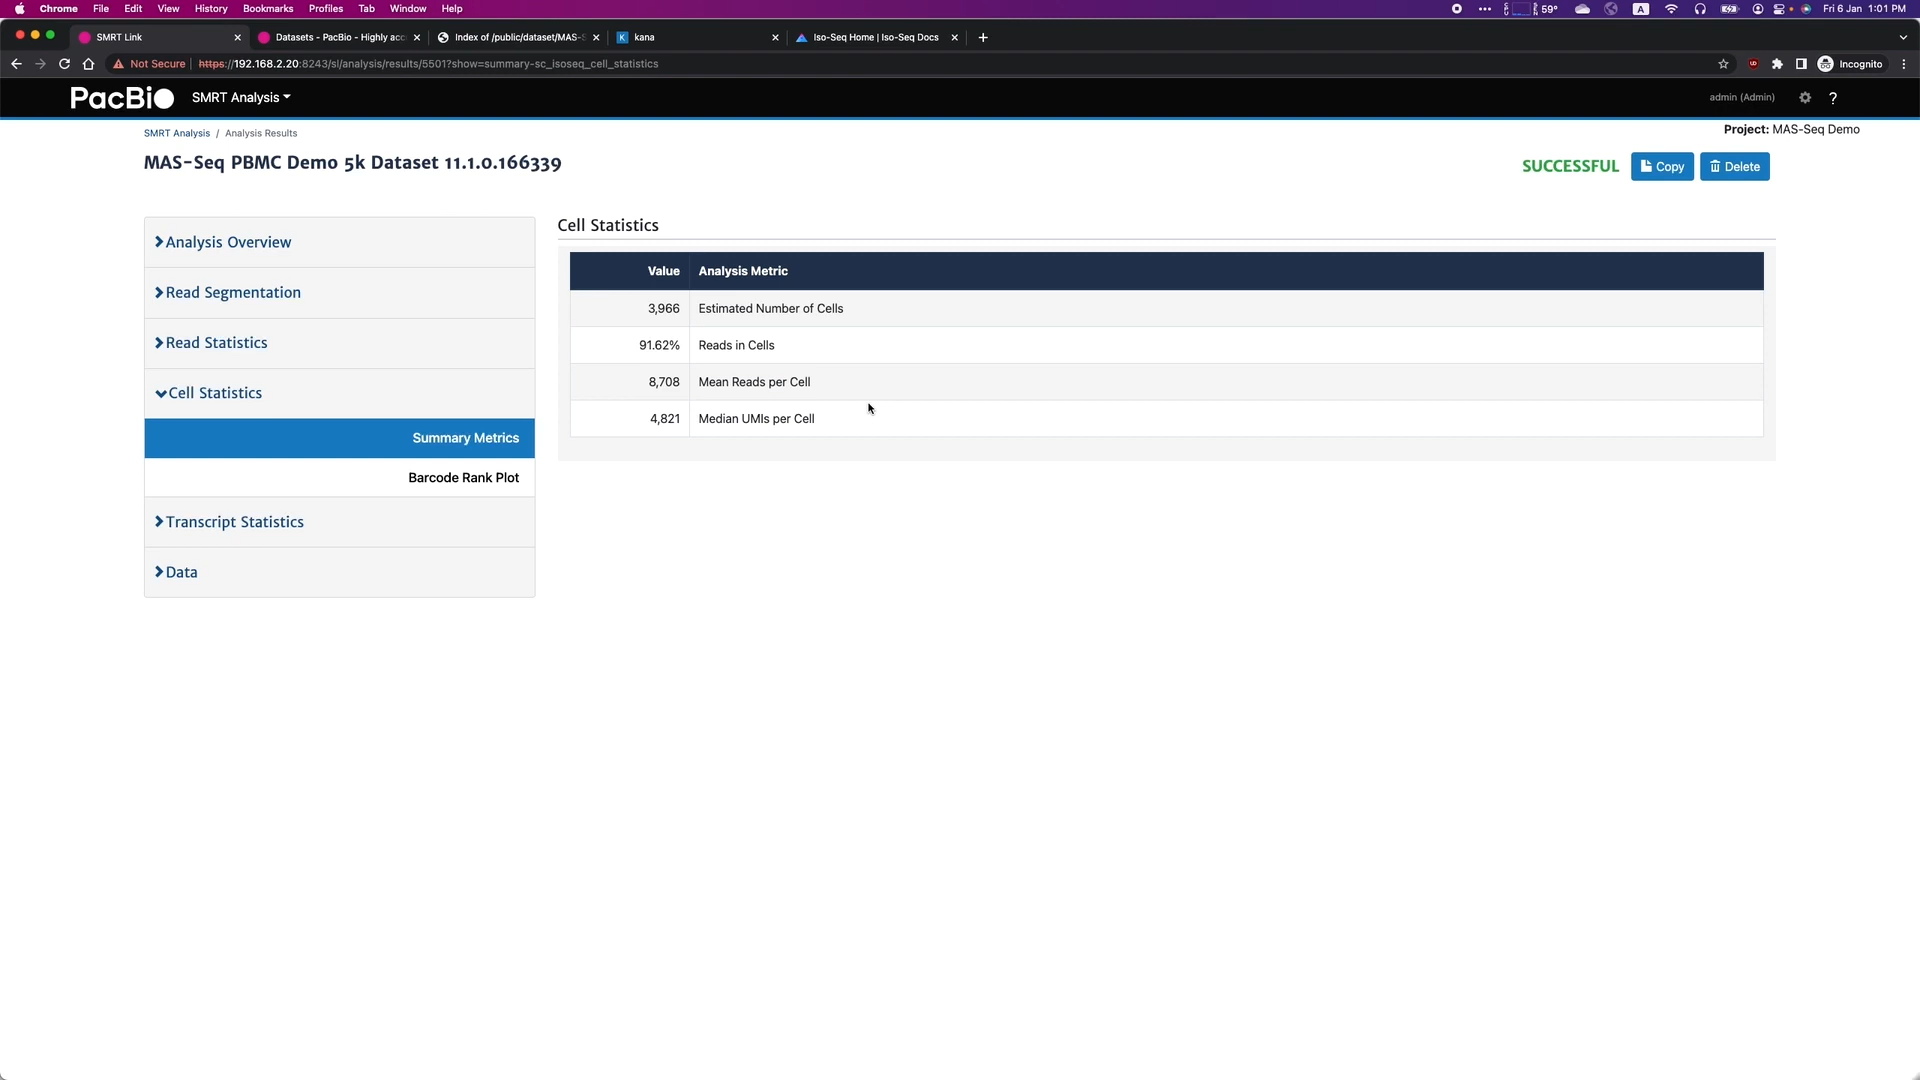 Chrome File Edit View History Bookmarks Profiles Tab Window Help 59° A Fri 6 Jan 1:01 PM
SMRT Link Datasets - PacBio - Highly acc Index of /public/dataset/MAS-S K kana Iso-Seq Home | Iso-Seq Docs
Not Secure https://192.168.2.20:8243/sl/analysis/results/5501?show=summary-sc_isoseq_cell_statistics Incognito
PacBio SMRT Analysis admin (Admin) ?
SMRT Analysis / Analysis Results
Project: MAS-Seq Demo
MAS-Seq PBMC Demo 5k Dataset 11.1.0.166339
SUCCESSFUL Copy Delete
Analysis Overview
Read Segmentation
Read Statistics
Cell Statistics
Summary Metrics
Barcode Rank Plot
Transcript Statistics
Data
Cell Statistics
Value Analysis Metric
3,966 Estimated Number of Cells
91.62% Reads in Cells
8,708 Mean Reads per Cell
4,821 Median UMIs per Cell